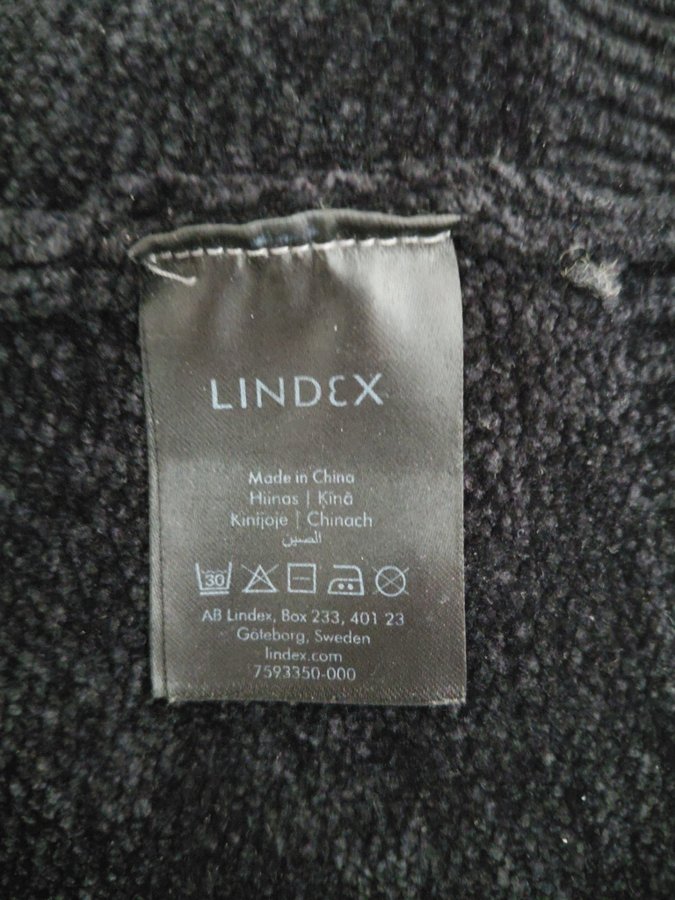 LINDEX
Made in China
Hiinas | Ķīnā
Kinijoje | Chinach
الصين
30
AB Lindex, Box 233, 401 23
Göteborg, Sweden
lindex.com
7593350-000